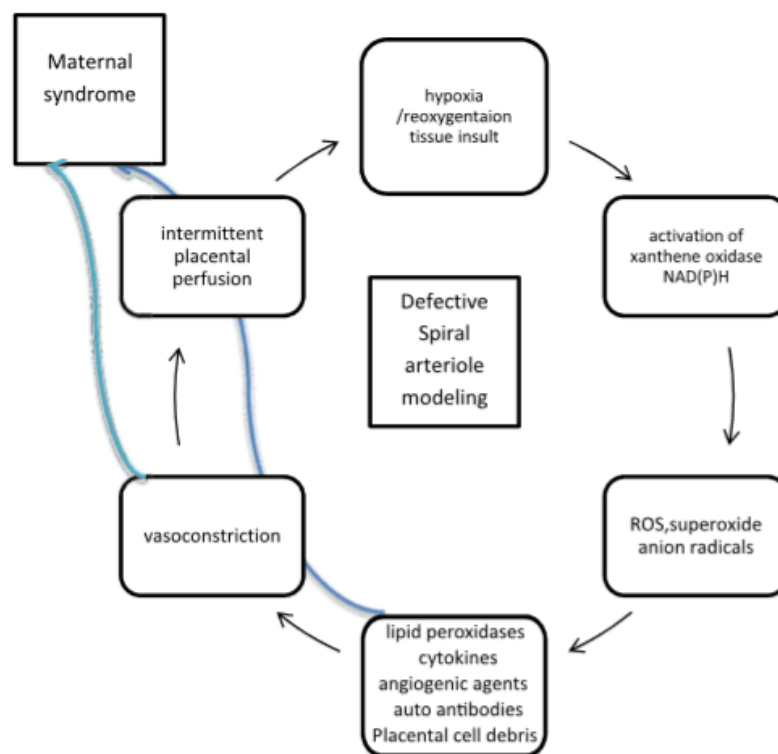 Maternal
syndrome
hypoxia
/reoxygentaion
tissue insult
activation of
xanthene oxidase
NAD(P)H
ROS,superoxide
anion radicals
lipid peroxidases
cytokines
angiogenic agents
auto antibodies
Placental cell debris
vasoconstriction
intermittent
placental
perfusion
Defective
Spiral
arteriole
modeling